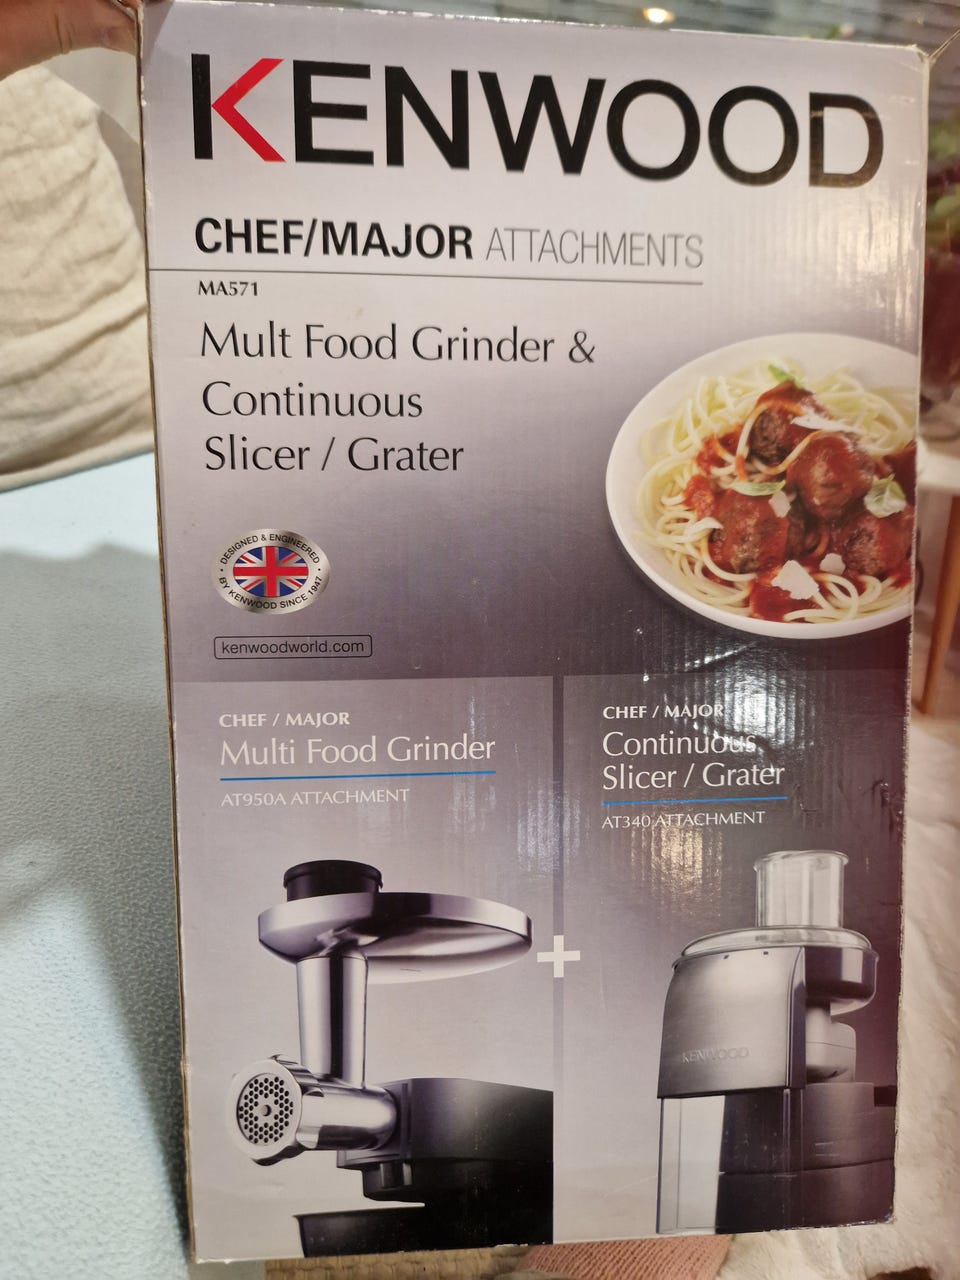 KENWOOD
CHEF/MAJOR ATTACHMENTS
MA571
Mult Food Grinder &
Continuous
Slicer / Grater
DESIGNED & ENGINEERED
BY KENWOOD SINCE 1947
kenwoodworld.com
CHEF / MAJOR
Multi Food Grinder
AT950A ATTACHMENT
CHEF / MAJOR
Continuous
Slicer / Grater
AT340 ATTACHMENT
KENWOOD